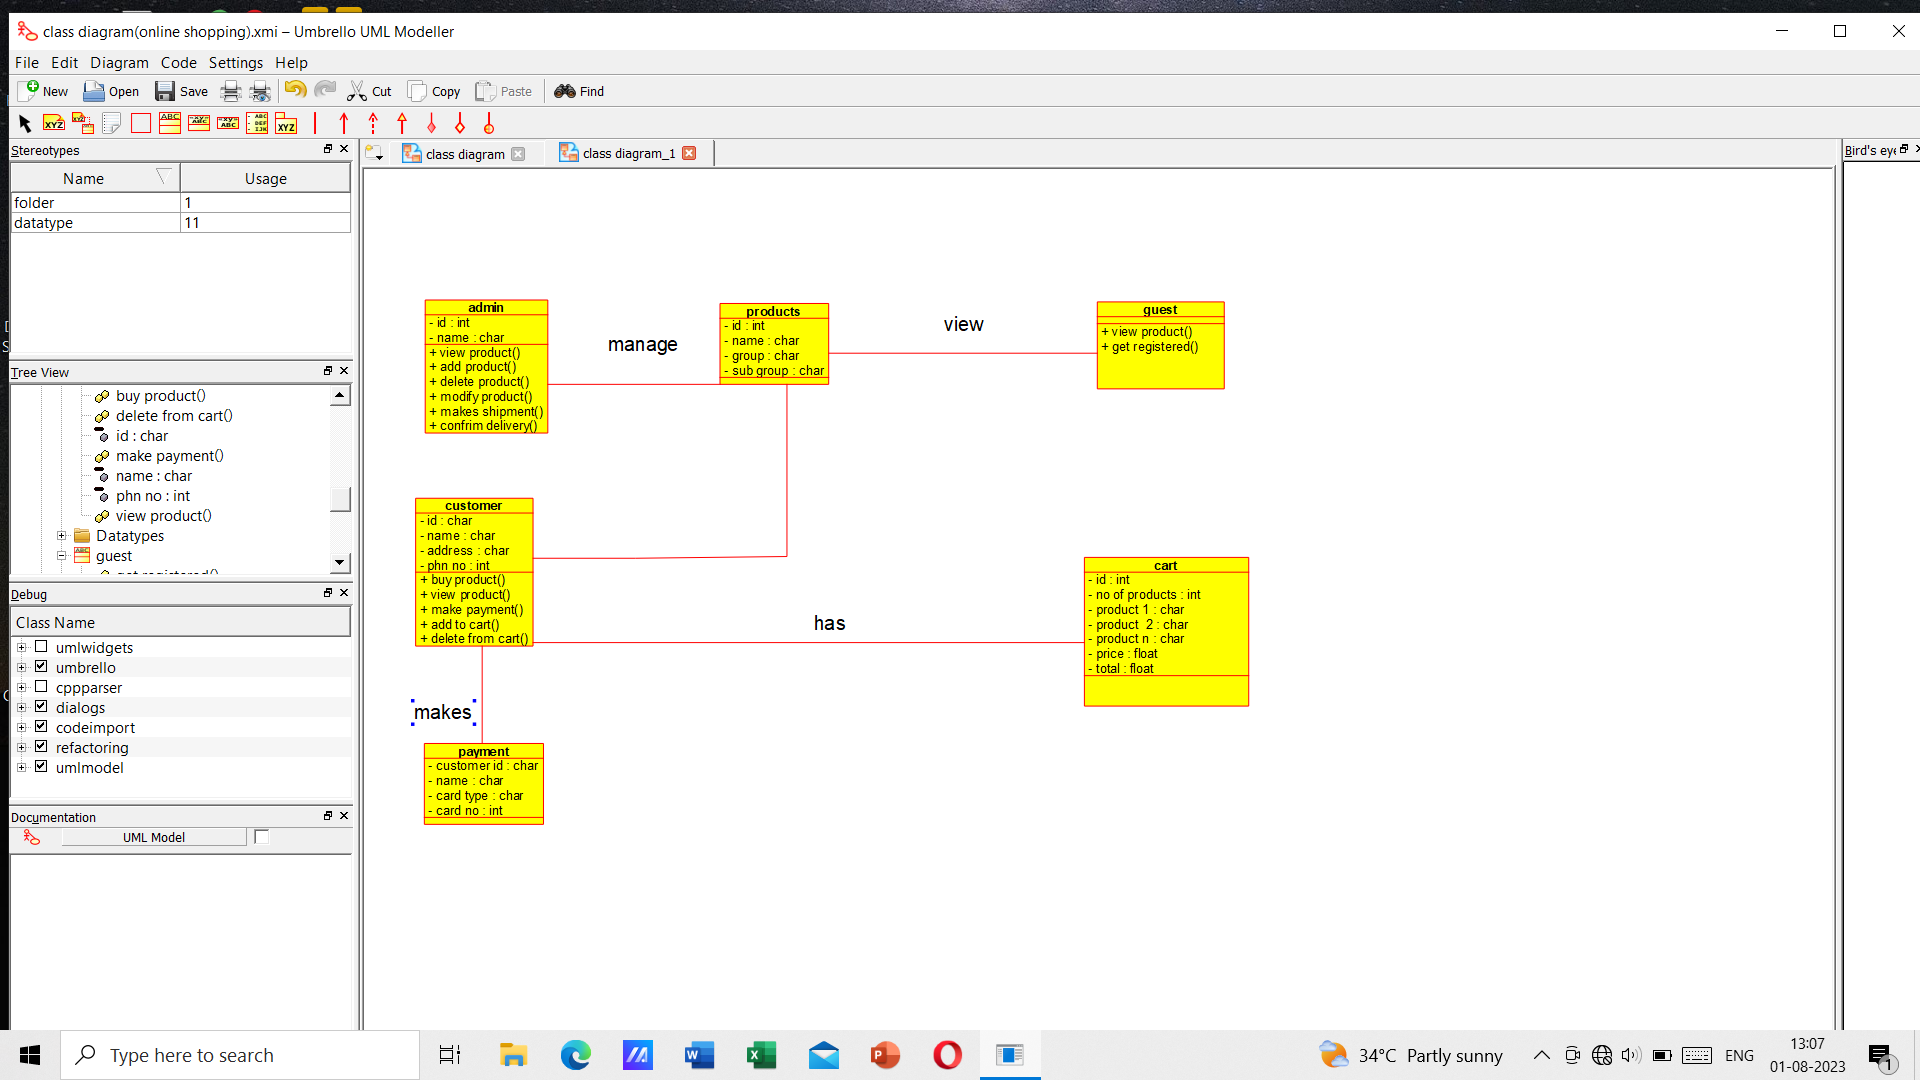 class diagram(online shopping).xmi – Umbrello UML Modeller
File Edit Diagram Code Settings Help
New Open Save Cut Copy Paste Find
Stereotypes
Name Usage
folder 1
datatype 11
Tree View
buy product()
delete from cart()
id : char
make payment()
name : char
phn no : int
view product()
Datatypes
guest
Debug
Class Name
umlwidgets
umbrello
cppparser
dialogs
codeimport
refactoring
umlmodel
Documentation
UML Model
class diagram
class diagram_1
Bird's eye
admin
- id : int
- name : char
+ view product()
+ add product()
+ delete product()
+ modify product()
+ makes shipment()
+ confrim delivery()
manage
products
- id : int
- name : char
- group : char
- sub group : char
view
guest
+ view product()
+ get registered()
customer
- id : char
- name : char
- address : char
- phn no : int
+ buy product()
+ view product()
+ make payment()
+ add to cart()
+ delete from cart()
has
cart
- id : int
- no of products : int
- product 1 : char
- product 2 : char
- product n : char
- price : float
- total : float
makes
payment
- customer id : char
- name : char
- card type : char
- card no : int
Type here to search
34°C Partly sunny
ENG
13:07
01-08-2023
1